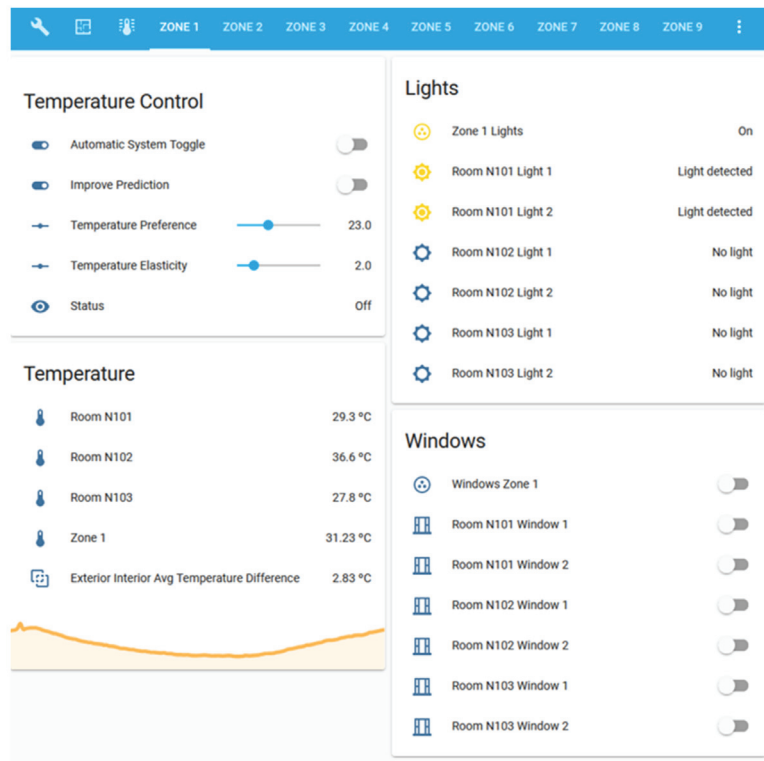 ZONE 1 ZONE 2 ZONE 3 ZONE 4 ZONE 5 ZONE 6 ZONE 7 ZONE 8 ZONE 9
Temperature Control
Automatic System Toggle
Improve Prediction
Temperature Preference 23.0
Temperature Elasticity 2.0
Status Off
Temperature
Room N101 29.3 ºC
Room N102 36.6 ºC
Room N103 27.8 ºC
Zone 1 31.23 ºC
Exterior Interior Avg Temperature Difference 2.83 ºC
Lights
Zone 1 Lights On
Room N101 Light 1 Light detected
Room N101 Light 2 Light detected
Room N102 Light 1 No light
Room N102 Light 2 No light
Room N103 Light 1 No light
Room N103 Light 2 No light
Windows
Windows Zone 1
Room N101 Window 1
Room N101 Window 2
Room N102 Window 1
Room N102 Window 2
Room N103 Window 1
Room N103 Window 2